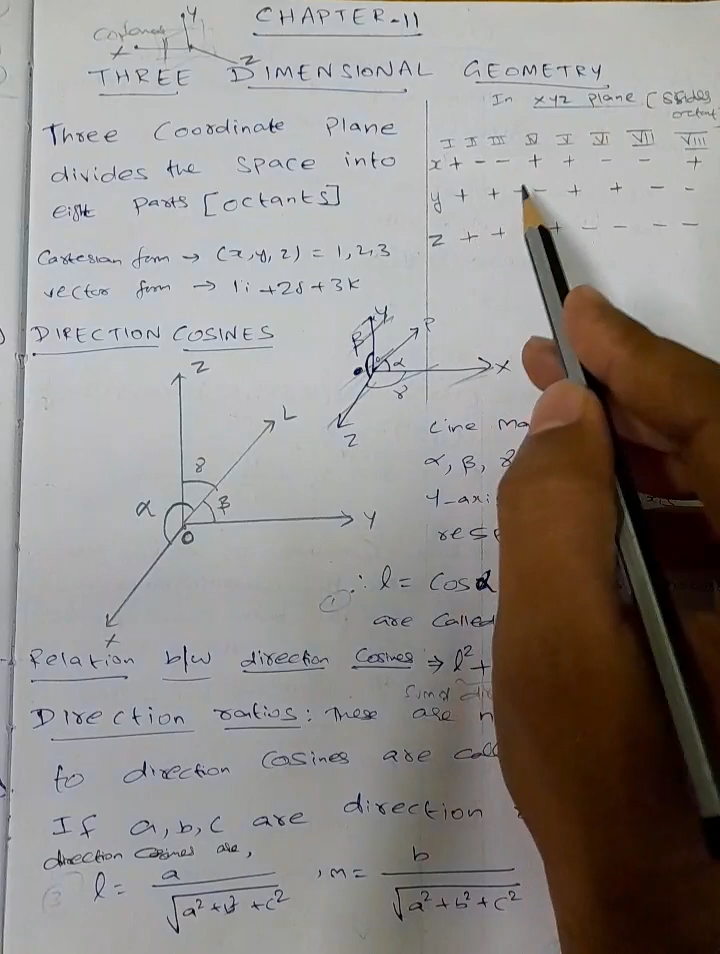 CHAPTER-11
Y
X
Z
THREE DIMENSIONAL GEOMETRY
Three Coordinate Plane
divides the space into
eight parts [octants]
Cartesian form → (x,y,z) = 1,2,3
vector form → 1i+2j+3k
In xyz plane
I II III IV V VI VII VIII
x + - - + + - - +
y + + - - + + - -
z + + + - - - -
DIRECTION COSINES
Z
L
γ
α
β
Y
O
X
Y
P
β
α
X
γ
Z
Line
α, β,
Y-axi
res
∴ l = cos α
①
are called
Relation b/w direction cosines ⇒ l² +
Direction ratios: These are
to direction cosines are
If a, b, c are direction
direction cosines are,
③ l = a / √a² + b² + c² , m = b / √a² + b² + c²